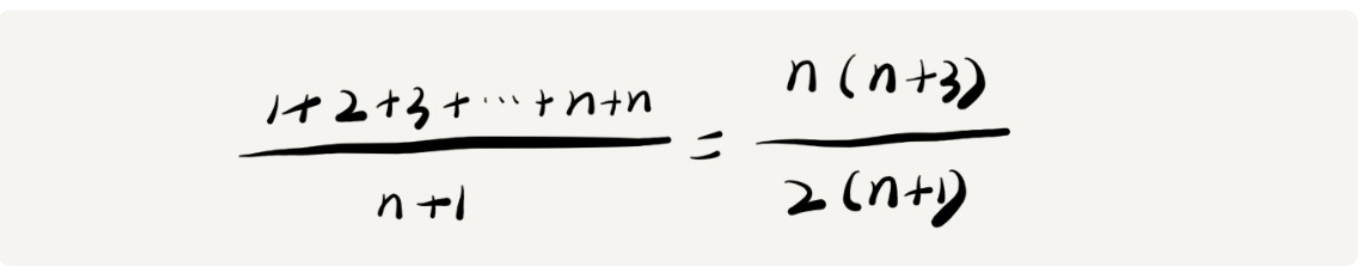 1+2+3+⋯+n+n / n+1 = n(n+3) / 2(n+1)